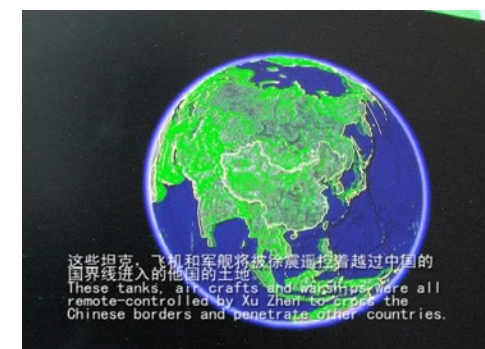 这些坦克，飞机和军舰将被徐震遥控着越过中国的
国界线进入的他国的土地
These tanks, air crafts and warships were all
remote-controlled by Xu Zhen to cross the
Chinese borders and penetrate other countries.